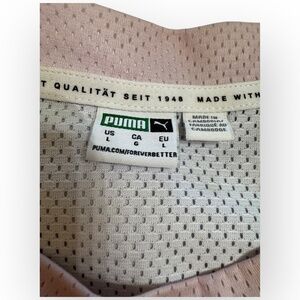 T QUALITÄT SEIT 1948 MADE WITH
PUMA
US CA EU
L G L
PUMA.COM/FOREVERBETTER
MADE IN
CAMBODIA/
FABRIQUÉ AU
CAMBODGE